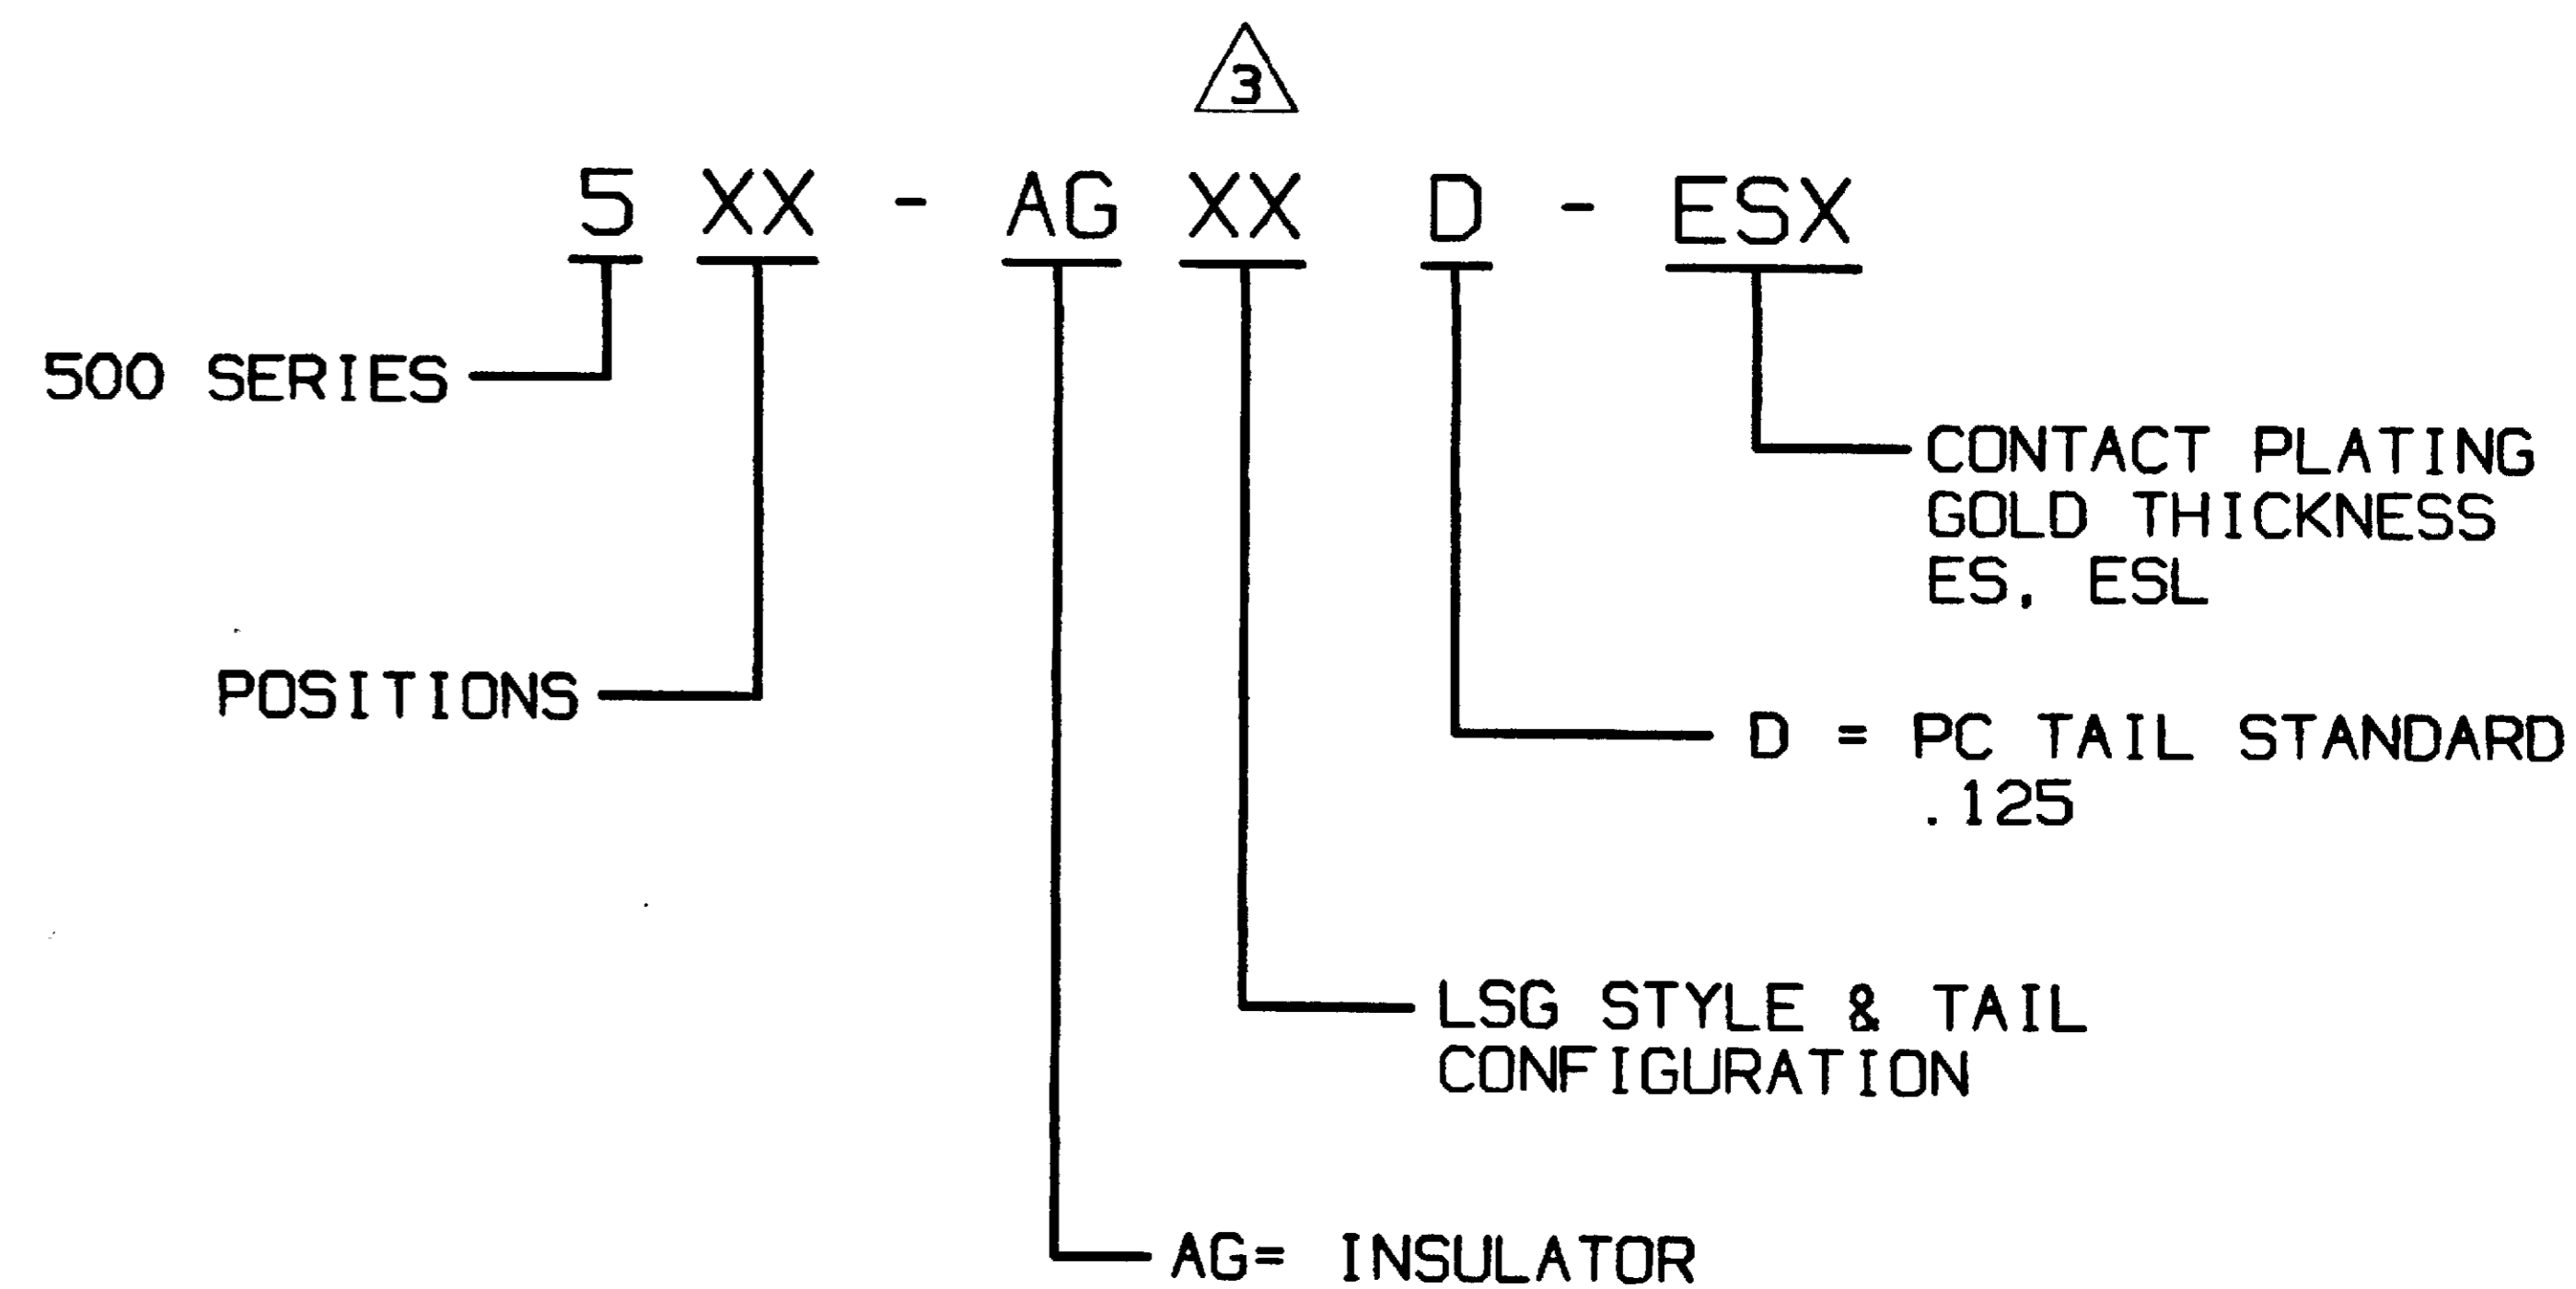 3
5 XX - AG XX D - ESX
500 SERIES
CONTACT PLATING
GOLD THICKNESS
ES, ESL
POSITIONS
D = PC TAIL STANDARD
.125
LSG STYLE & TAIL
CONFIGURATION
AG= INSULATOR